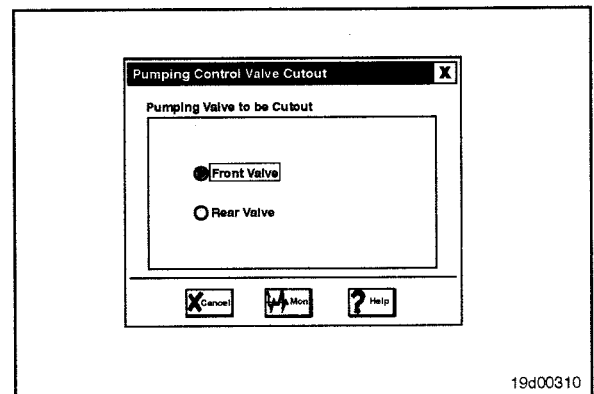 Pumping Control Valve Cutout X
Pumping Valve to be Cutout
Front Valve
Rear Valve
Cancel Mon ? Help
19d00310